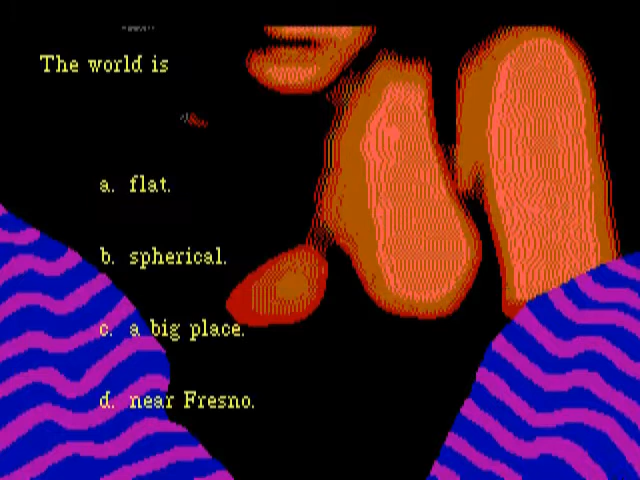 The world is
a. flat.
b. spherical.
c. a big place.
d. near Fresno.